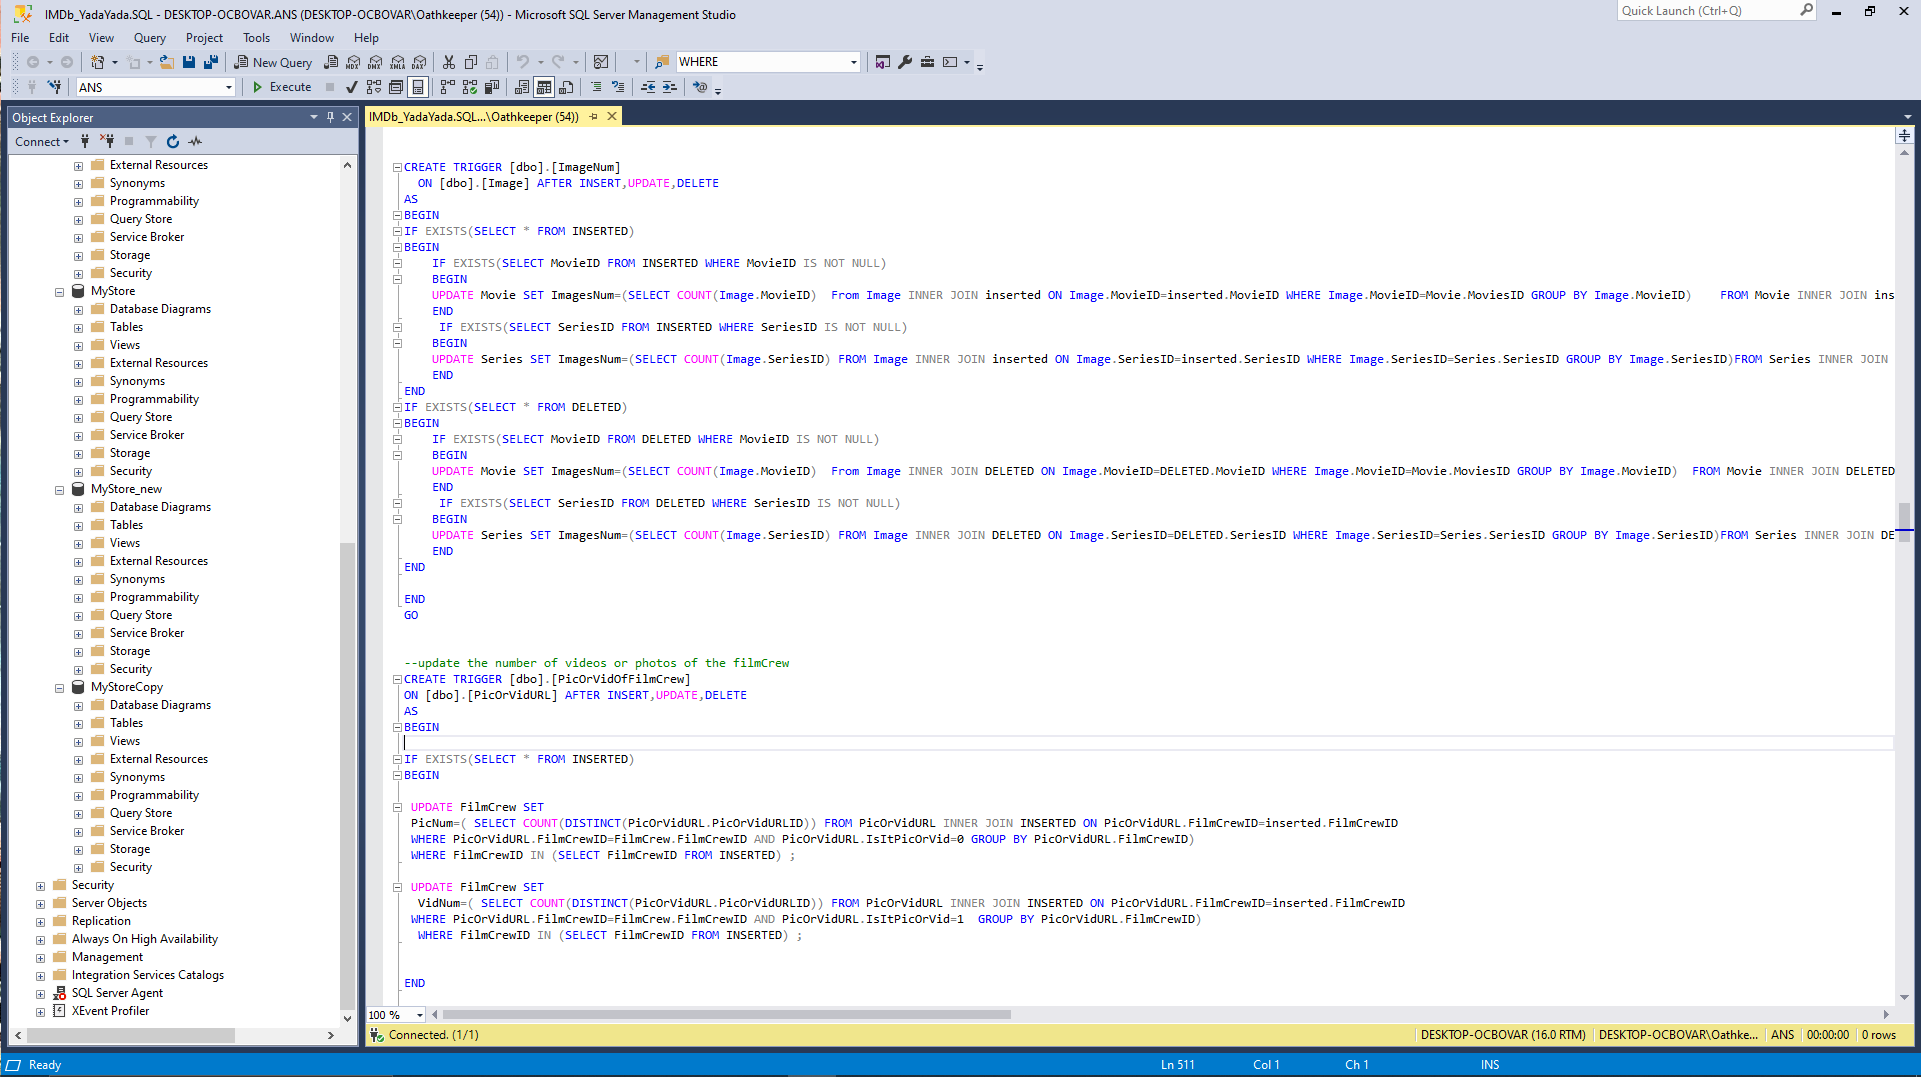 IMDb_YadaYada.SQL - DESKTOP-OCBOVAR.ANS (DESKTOP-OCBOVAR\Oathkeeper (54)) - Microsoft SQL Server Management Studio
Quick Launch (Ctrl+Q)
File Edit View Query Project Tools Window Help
New Query
MDX DMX XMLA DAX
WHERE
ANS
Execute
Object Explorer
Connect
External Resources
Synonyms
Programmability
Query Store
Service Broker
Storage
Security
MyStore
Database Diagrams
Tables
Views
External Resources
Synonyms
Programmability
Query Store
Service Broker
Storage
Security
MyStore_new
Database Diagrams
Tables
Views
External Resources
Synonyms
Programmability
Query Store
Service Broker
Storage
Security
MyStoreCopy
Database Diagrams
Tables
Views
External Resources
Synonyms
Programmability
Query Store
Service Broker
Storage
Security
Security
Server Objects
Replication
Always On High Availability
Management
Integration Services Catalogs
SQL Server Agent
XEvent Profiler
IMDb_YadaYada.SQL...\Oathkeeper (54))
CREATE TRIGGER [dbo].[ImageNum]
ON [dbo].[Image] AFTER INSERT,UPDATE,DELETE
AS
BEGIN
IF EXISTS(SELECT * FROM INSERTED)
BEGIN
IF EXISTS(SELECT MovieID FROM INSERTED WHERE MovieID IS NOT NULL)
BEGIN
UPDATE Movie SET ImagesNum=(SELECT COUNT(Image.MovieID)  From Image INNER JOIN inserted ON Image.MovieID=inserted.MovieID WHERE Image.MovieID=Movie.MoviesID GROUP BY Image.MovieID)    FROM Movie INNER JOIN ins
END
IF EXISTS(SELECT SeriesID FROM INSERTED WHERE SeriesID IS NOT NULL)
BEGIN
UPDATE Series SET ImagesNum=(SELECT COUNT(Image.SeriesID) FROM Image INNER JOIN inserted ON Image.SeriesID=inserted.SeriesID WHERE Image.SeriesID=Series.SeriesID GROUP BY Image.SeriesID)FROM Series INNER JOIN
END
END
IF EXISTS(SELECT * FROM DELETED)
BEGIN
IF EXISTS(SELECT MovieID FROM DELETED WHERE MovieID IS NOT NULL)
BEGIN
UPDATE Movie SET ImagesNum=(SELECT COUNT(Image.MovieID)  From Image INNER JOIN DELETED ON Image.MovieID=DELETED.MovieID WHERE Image.MovieID=Movie.MoviesID GROUP BY Image.MovieID)  FROM Movie INNER JOIN DELETED
END
IF EXISTS(SELECT SeriesID FROM DELETED WHERE SeriesID IS NOT NULL)
BEGIN
UPDATE Series SET ImagesNum=(SELECT COUNT(Image.SeriesID) FROM Image INNER JOIN DELETED ON Image.SeriesID=DELETED.SeriesID WHERE Image.SeriesID=Series.SeriesID GROUP BY Image.SeriesID)FROM Series INNER JOIN DE
END
END
END
GO
--update the number of videos or photos of the filmCrew
CREATE TRIGGER [dbo].[PicOrVidOfFilmCrew]
ON [dbo].[PicOrVidURL] AFTER INSERT,UPDATE,DELETE
AS
BEGIN
IF EXISTS(SELECT * FROM INSERTED)
BEGIN
UPDATE FilmCrew SET
PicNum=( SELECT COUNT(DISTINCT(PicOrVidURL.PicOrVidURLID)) FROM PicOrVidURL INNER JOIN INSERTED ON PicOrVidURL.FilmCrewID=inserted.FilmCrewID
WHERE PicOrVidURL.FilmCrewID=FilmCrew.FilmCrewID AND PicOrVidURL.IsItPicOrVid=0 GROUP BY PicOrVidURL.FilmCrewID)
WHERE FilmCrewID IN (SELECT FilmCrewID FROM INSERTED) ;
UPDATE FilmCrew SET
VidNum=( SELECT COUNT(DISTINCT(PicOrVidURL.PicOrVidURLID)) FROM PicOrVidURL INNER JOIN INSERTED ON PicOrVidURL.FilmCrewID=inserted.FilmCrewID
WHERE PicOrVidURL.FilmCrewID=FilmCrew.FilmCrewID AND PicOrVidURL.IsItPicOrVid=1  GROUP BY PicOrVidURL.FilmCrewID)
WHERE FilmCrewID IN (SELECT FilmCrewID FROM INSERTED) ;
END
100 %
Connected. (1/1)
DESKTOP-OCBOVAR (16.0 RTM) DESKTOP-OCBOVAR\Oathke... ANS 00:00:00 0 rows
Ready
Ln 511 Col 1 Ch 1 INS